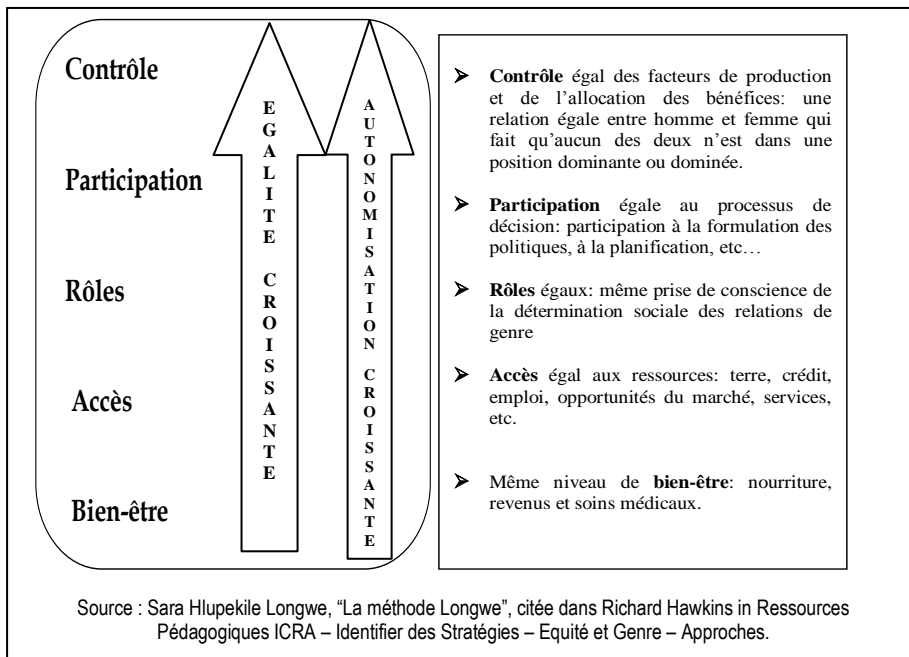 Contrôle
Participation
Rôles
Accès
Bien-être
EGALITE CROISSANTE
AUTONOMISATION CROISSANTE
➢ Contrôle égal des facteurs de production
et de l’allocation des bénéfices: une
relation égale entre homme et femme qui
fait qu’aucun des deux n’est dans une
position dominante ou dominée.
➢ Participation égale au processus de
décision: participation à la formulation des
politiques, à la planification, etc…
➢ Rôles égaux: même prise de conscience de
la détermination sociale des relations de
genre
➢ Accès égal aux ressources: terre, crédit,
emploi, opportunités du marché, services,
etc.
➢ Même niveau de bien-être: nourriture,
revenus et soins médicaux.
Source : Sara Hlupekile Longwe, “La méthode Longwe”, citée dans Richard Hawkins in Ressources
Pédagogiques ICRA – Identifier des Stratégies – Equité et Genre – Approches.